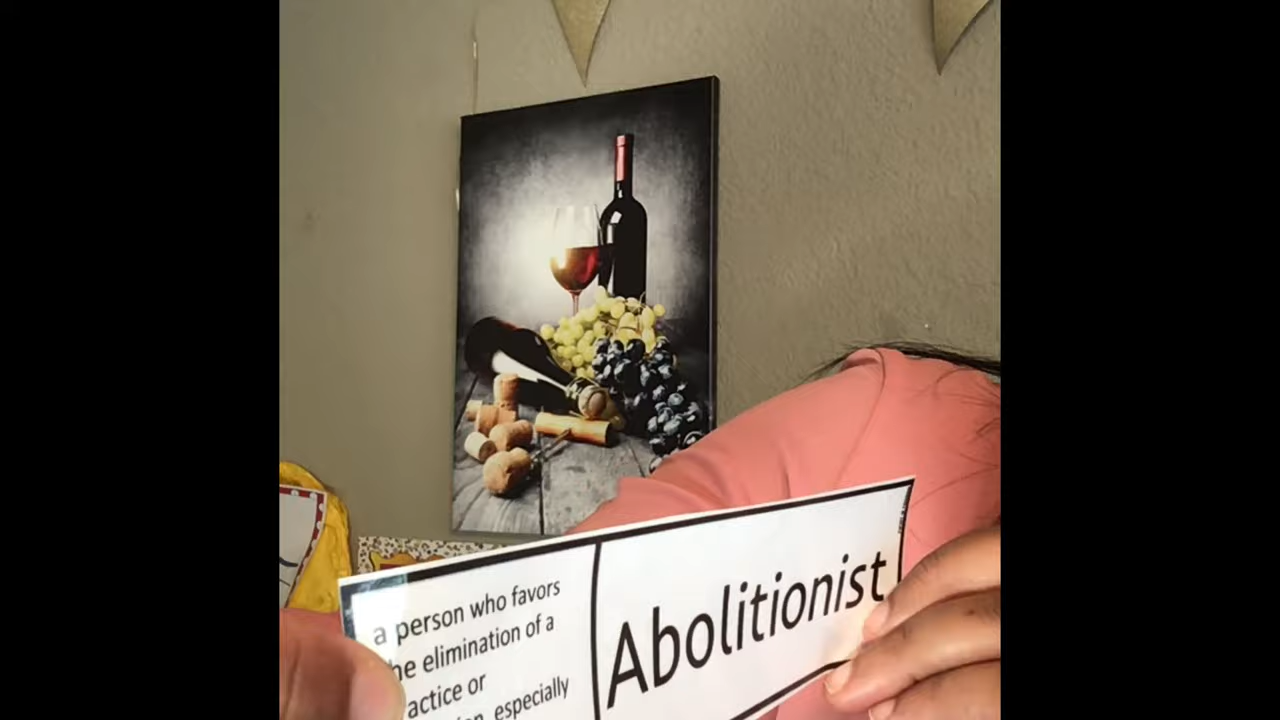 a person who favors
he elimination of a
actice or
especially
Abolitionist